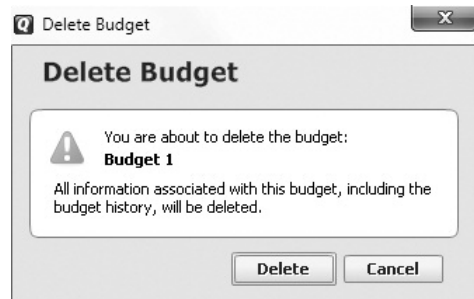 Delete Budget
Delete Budget
You are about to delete the budget:
Budget 1
All information associated with this budget, including the
budget history, will be deleted.
Delete Cancel